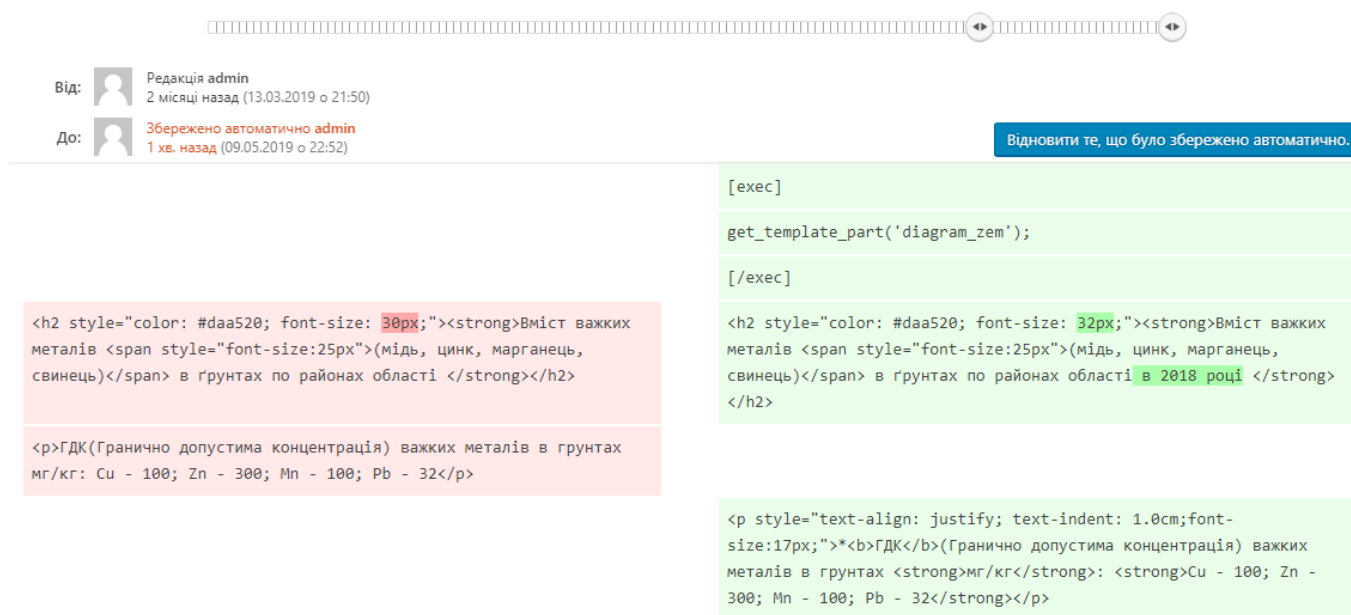 Від:
Редакція admin
2 місяці назад (13.03.2019 о 21:50)
До:
Збережено автоматично admin
1 хв. назад (09.05.2019 о 22:52)
Відновити те, що було збережено автоматично.
[exec]
get_template_part('diagram_zem');
[/exec]
<h2 style="color: #daa520; font-size: 30px;"><strong>Вміст важких
металів <span style="font-size:25px">(мідь, цинк, марганець,
свинець)</span> в ґрунтах по районах області </strong></h2>
<h2 style="color: #daa520; font-size: 32px;"><strong>Вміст важких
металів <span style="font-size:25px">(мідь, цинк, марганець,
свинець)</span> в ґрунтах по районах області в 2018 році </strong>
</h2>
<p>ГДК(Гранично допустима концентрація) важких металів в грунтах
мг/кг: Cu - 100; Zn - 300; Mn - 100; Pb - 32</p>
<p style="text-align: justify; text-indent: 1.0cm;font-
size:17px;">*<b>ГДК</b>(Гранично допустима концентрація) важких
металів в грунтах <strong>мг/кг</strong>: <strong>Cu - 100; Zn -
300; Mn - 100; Pb - 32</strong></p>